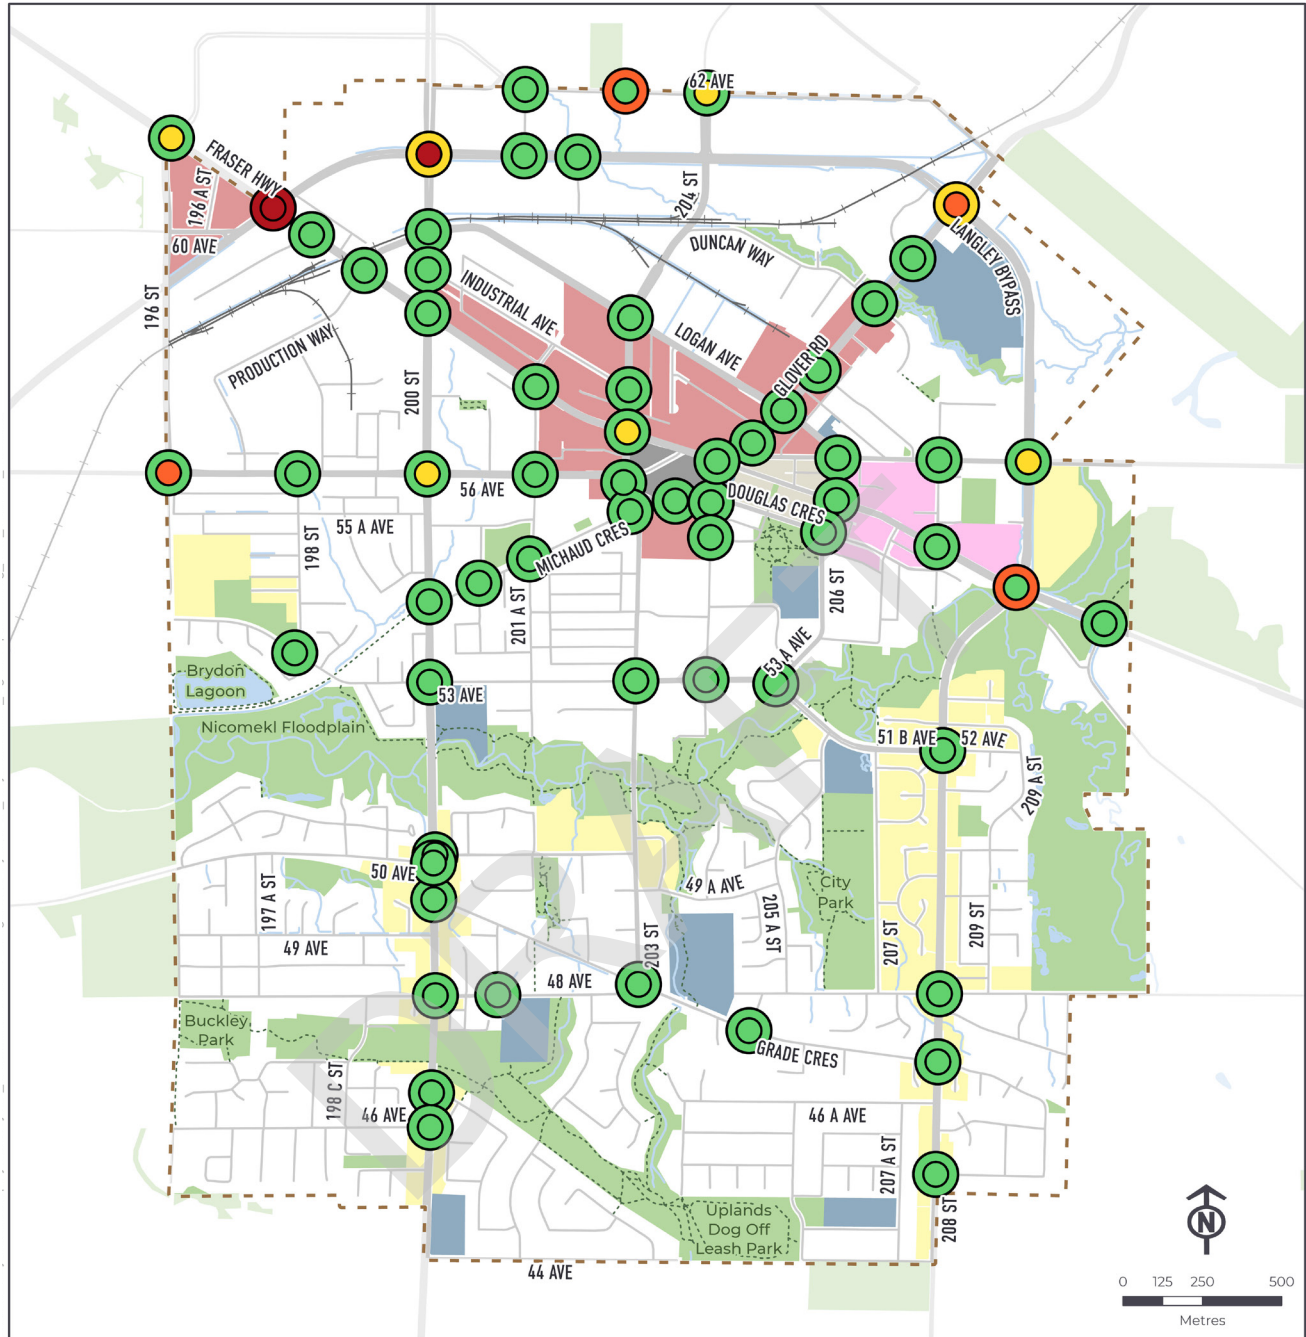 62 AVE
FRASER HWY
196 A ST
60 AVE
204 ST
DUNCAN WAY
LANGLEY BYPASS
196 ST
INDUSTRIAL AVE
LOGAN AVE
GLOVER RD
PRODUCTION WAY
200 ST
56 AVE
DOUGLAS CRES
55 A AVE
198 ST
MICHAUD CRES
201 A ST
206 ST
53 A AVE
Brydon
Lagoon
53 AVE
Nicomekl Floodplain
51 B AVE
52 AVE
209 A ST
50 AVE
49 A AVE
City
Park
197 A ST
205 A ST
207 ST
209 ST
49 AVE
203 ST
48 AVE
Buckley
Park
GRADE CRES
198 C ST
46 AVE
46 A AVE
207 A ST
Uplands
Dog Off
Leash Park
208 ST
44 AVE
N
0 125 250 500
Metres
DRAFT